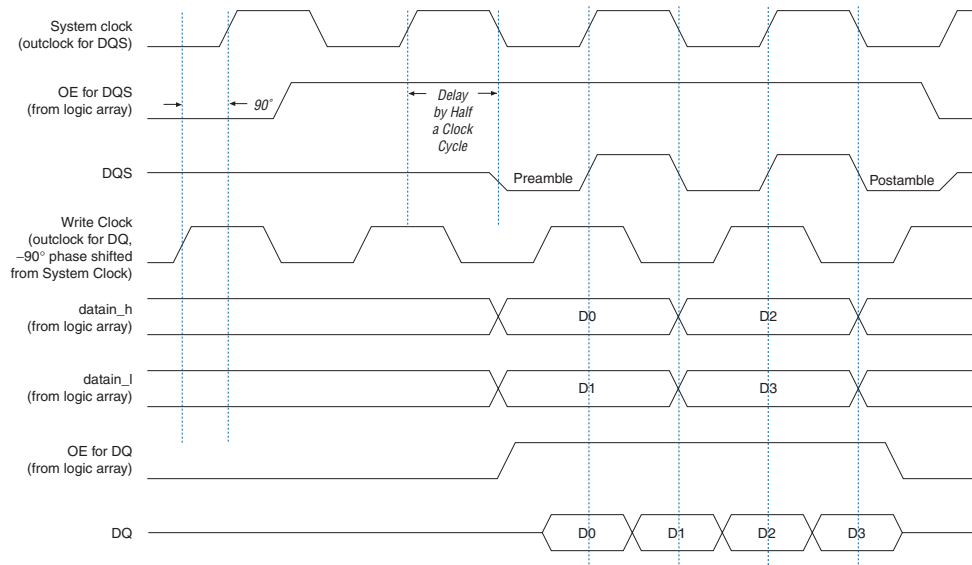 System clock
(outclock for DQS)
OE for DQS
(from logic array)
90°
Delay
by Half
a Clock
Cycle
DQS
Preamble
Postamble
Write Clock
(outclock for DQ,
–90° phase shifted
from System Clock)
datain_h
(from logic array)
D0
D2
datain_l
(from logic array)
D1
D3
OE for DQ
(from logic array)
DQ
D0
D1
D2
D3